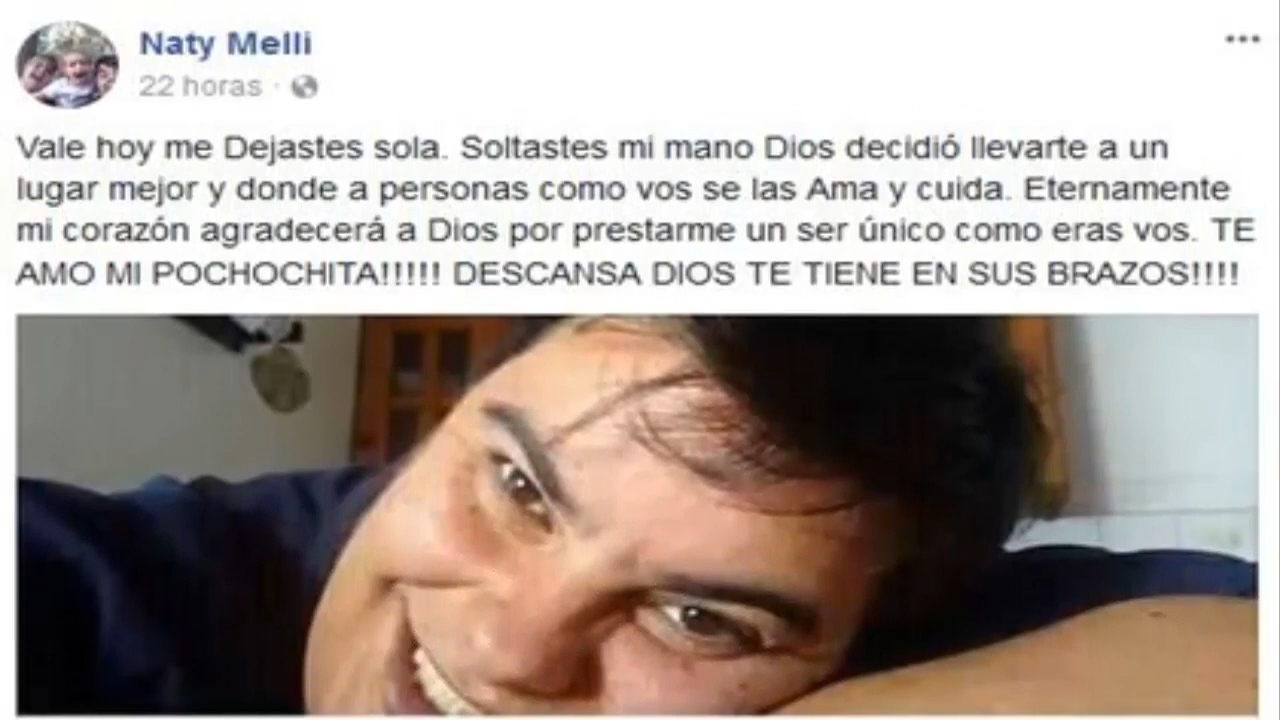 Naty Melli
22 horas ·
Vale hoy me Dejastes sola. Soltastes mi mano Dios decidió llevarte a un
lugar mejor y donde a personas como vos se las Ama y cuida. Eternamente
mi corazón agradecerá a Dios por prestarme un ser único como eras vos. TE
AMO MI POCHOCHITA!!!!! DESCANSA DIOS TE TIENE EN SUS BRAZOS!!!!